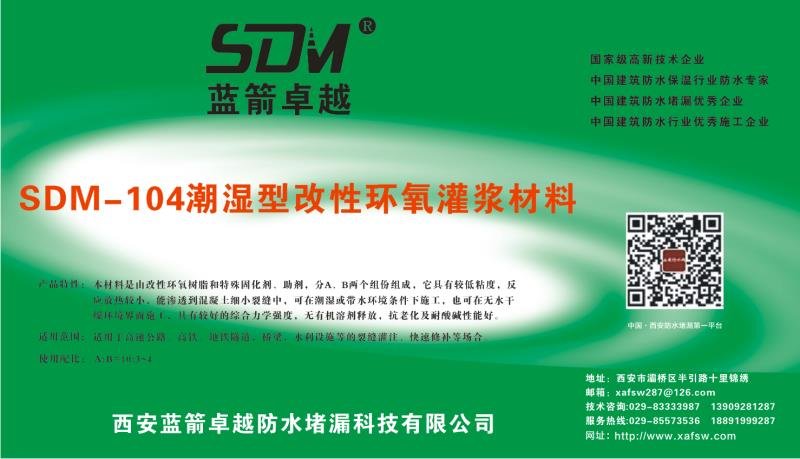 SDM®
蓝箭卓越
国家级高新技术企业
中国建筑防水保温行业防水专家
中国建筑防水堵漏优秀企业
中国建筑防水行业优秀施工企业
SDM-104潮湿型改性环氧灌浆材料
产品特性：本材料是由改性环氧树脂和特殊固化剂、助剂，分A、B两个组份组成，它具有较低粘度，反
应放热较小，能渗透到混凝土细小裂缝中，可在潮湿或带水环境条件下施工，也可在无水干
燥环境界面施工，具有较好的综合力学强度，无有机溶剂释放，抗老化及耐酸碱性能好。
适用范围：适用于高速公路、高铁、地铁隧道，桥梁，水利设施等的裂缝灌注、快速修补等场合
使用配比：A:B=10:3~4
中国·西安防水堵漏第一平台
西安蓝箭卓越防水堵漏科技有限公司
地址：西安市灞桥区半引路十里锦绣
邮箱：xafsw287@126.com
技术咨询:029-83333987 13909281287
服务热线:029-85573536 18891999287
网址：http://www.xafsw.com